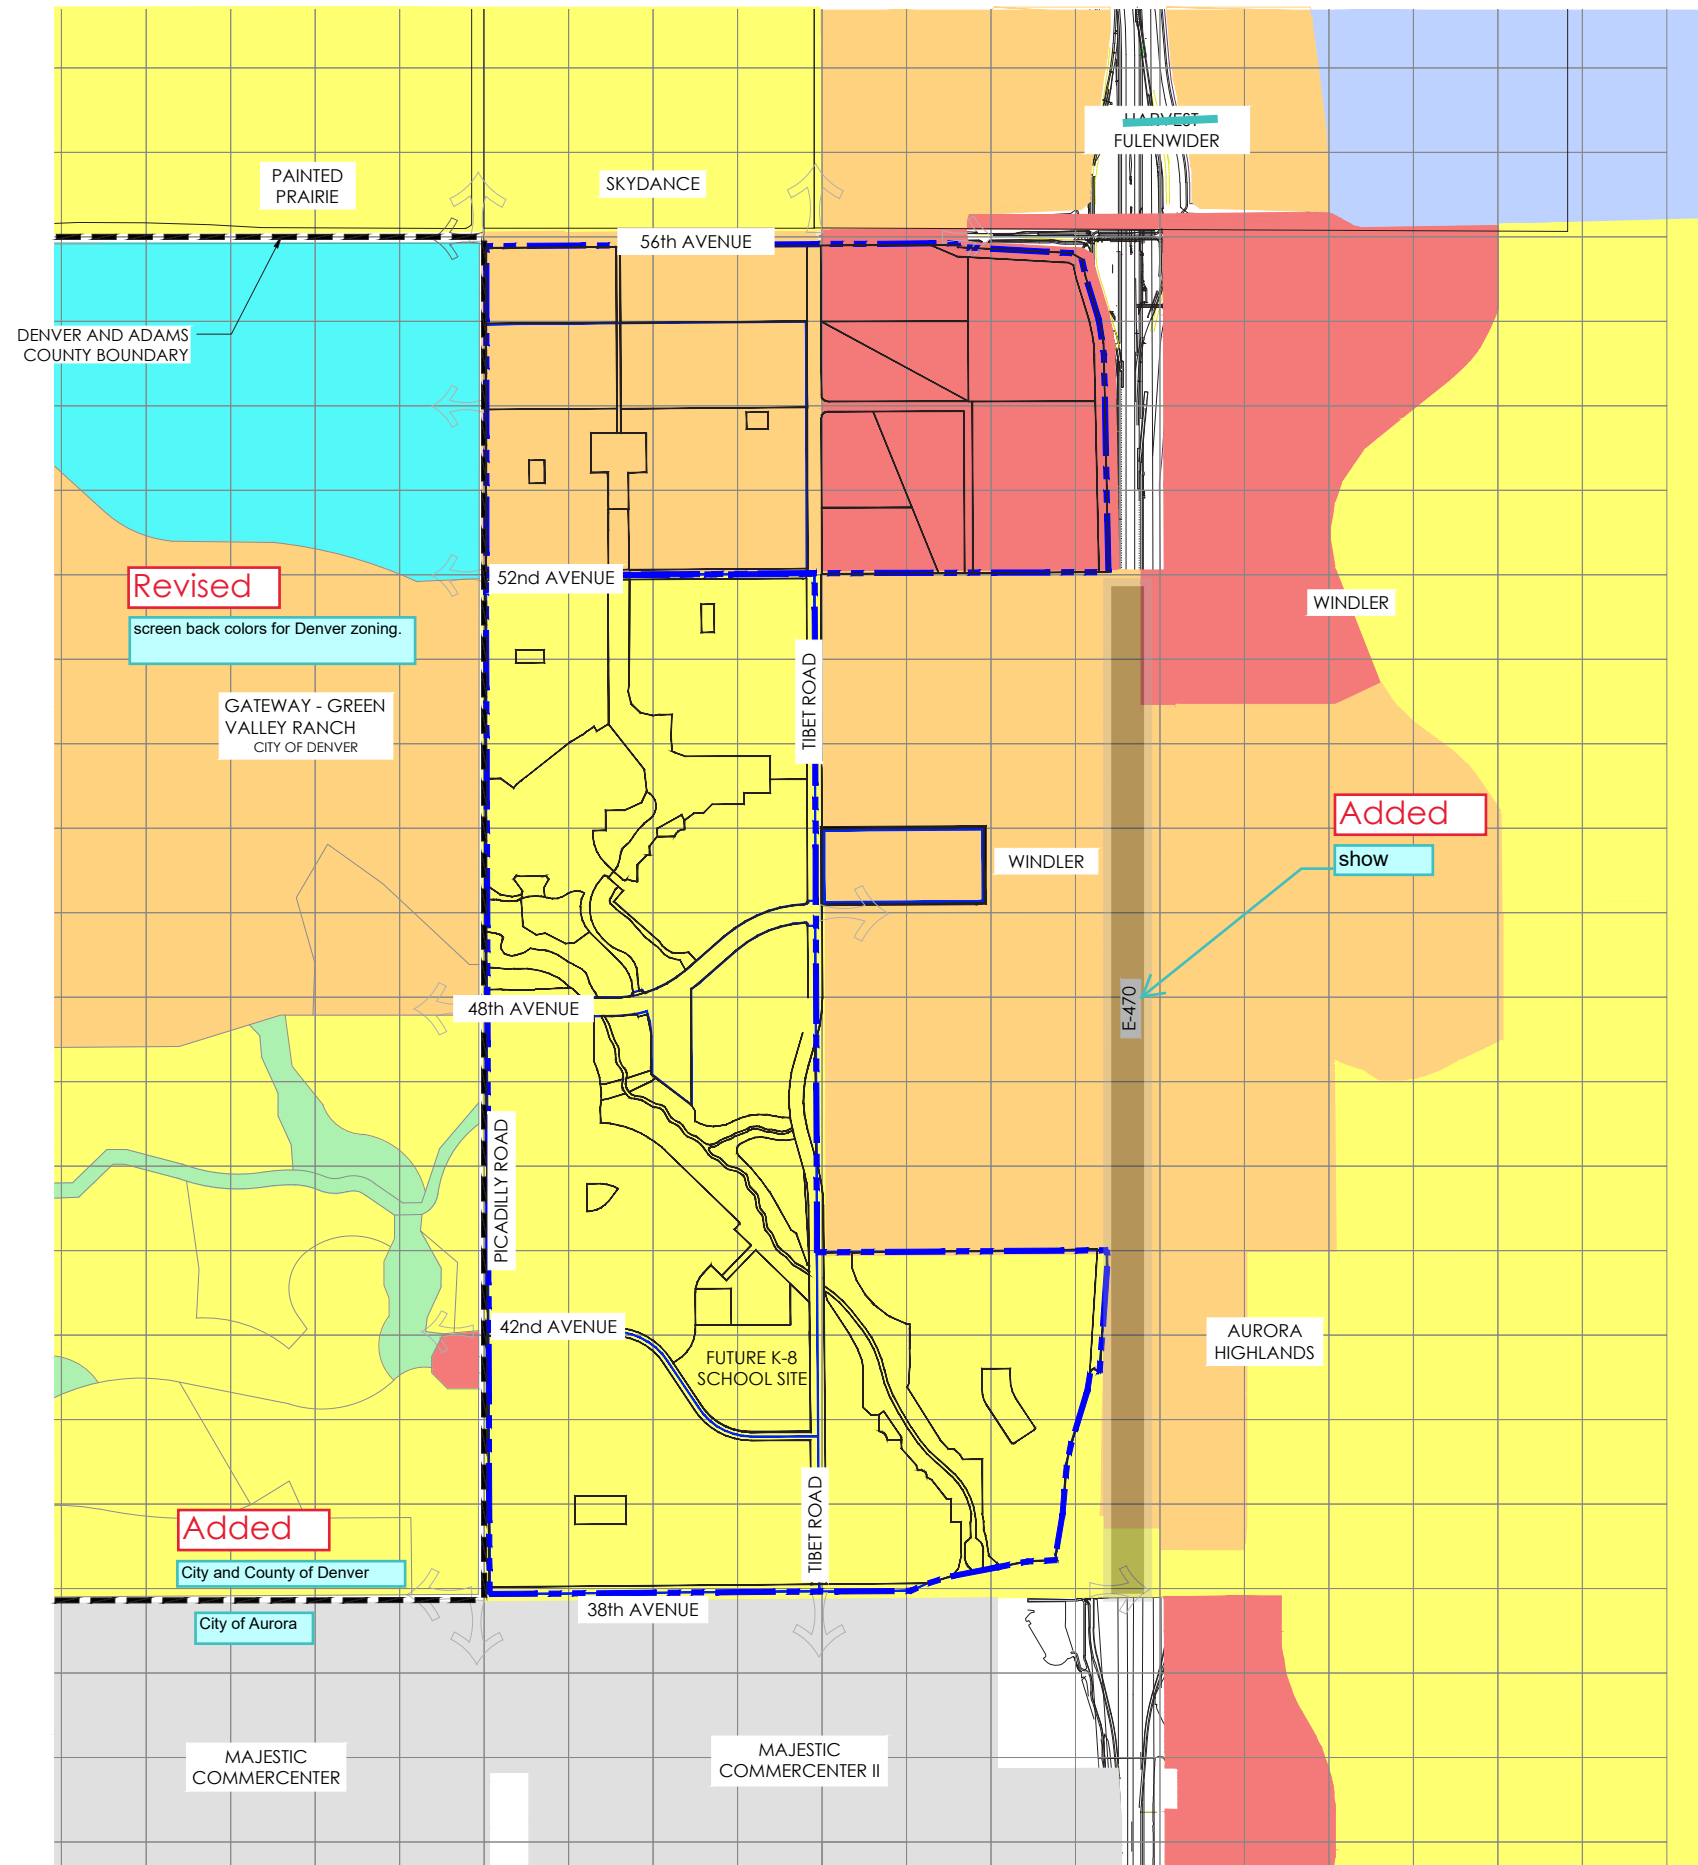 HARVEST
FULENWIDER
PAINTED
PRAIRIE
SKYDANCE
56th AVENUE
DENVER AND ADAMS
COUNTY BOUNDARY
52nd AVENUE
Revised
screen back colors for Denver zoning.
WINDLER
TIBET ROAD
GATEWAY - GREEN
VALLEY RANCH
CITY OF DENVER
Added
show
WINDLER
E-470
48th AVENUE
PICADILLY ROAD
42nd AVENUE
FUTURE K-8
SCHOOL SITE
AURORA
HIGHLANDS
TIBET ROAD
Added
City and County of Denver
City of Aurora
38th AVENUE
MAJESTIC
COMMERCENTER
MAJESTIC
COMMERCENTER II